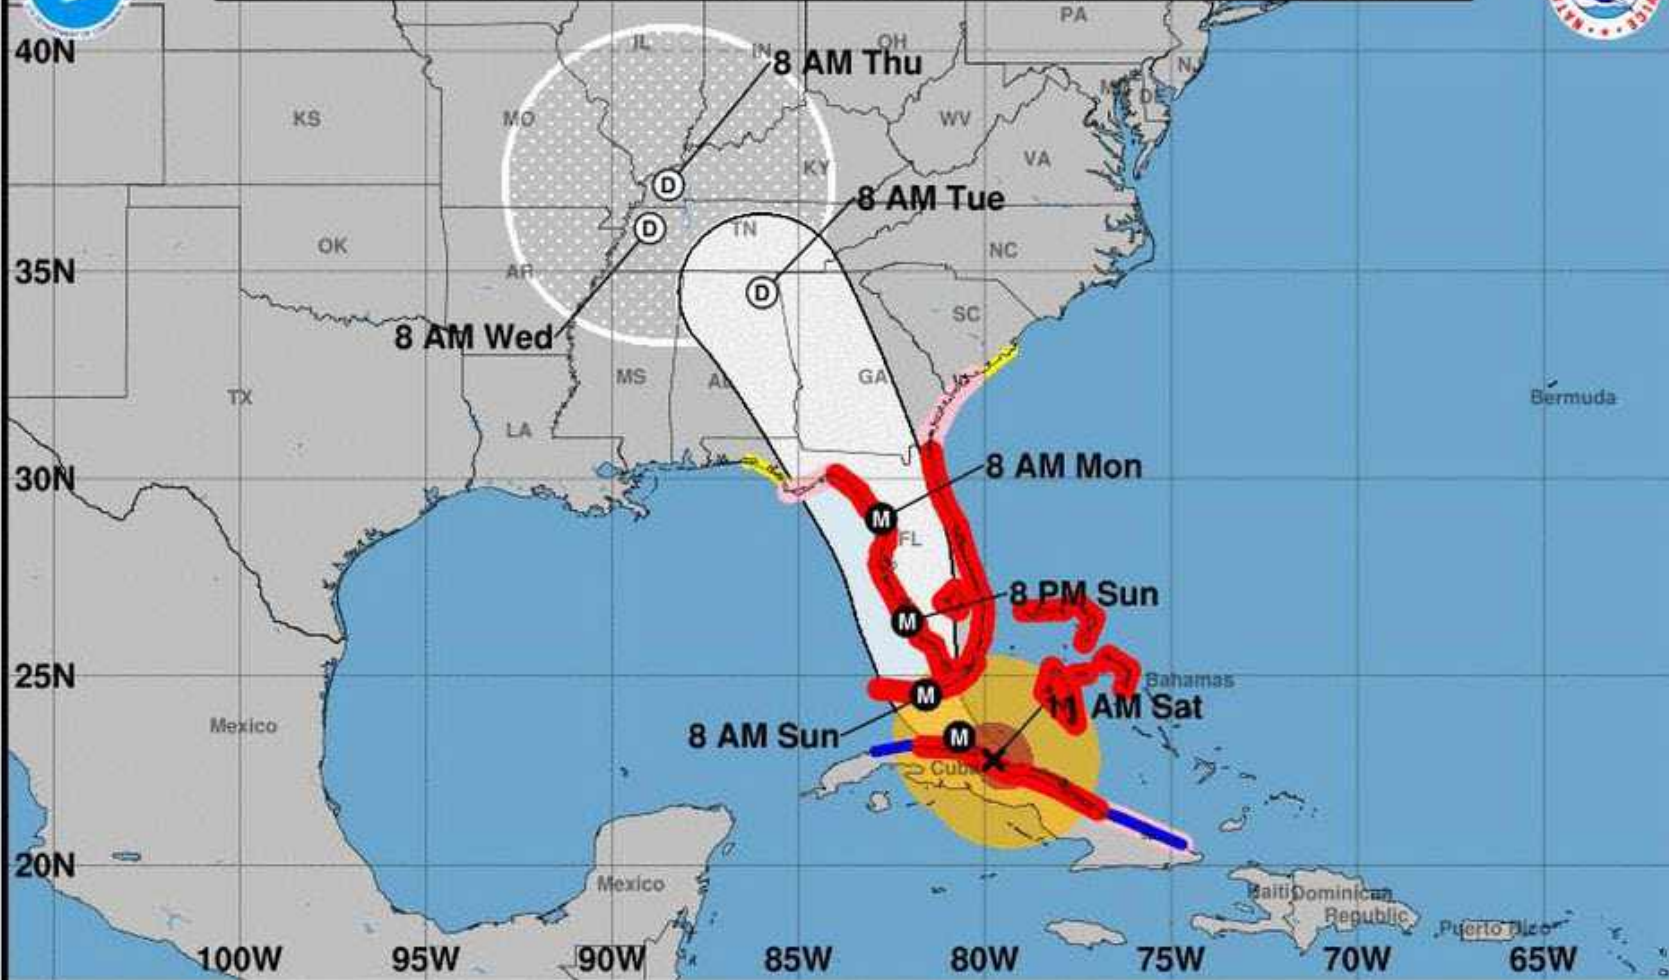 PA
40N
IL
IN
OH
8 AM Thu
NJ
DE
KS
MO
WV
VA
KY
8 AM Tue
TN
OK
NC
35N
AR
SC
8 AM Wed
MS
AL
GA
TX
Bermuda
LA
8 AM Mon
30N
M
FL
8 PM Sun
M
25N
Bahamas
M
AM Sat
Mexico
8 AM Sun
M
Cuba
D
D
D
20N
Mexico
Haiti
Dominican
Republic
Puerto Rico
100W
95W
90W
85W
80W
75W
70W
65W